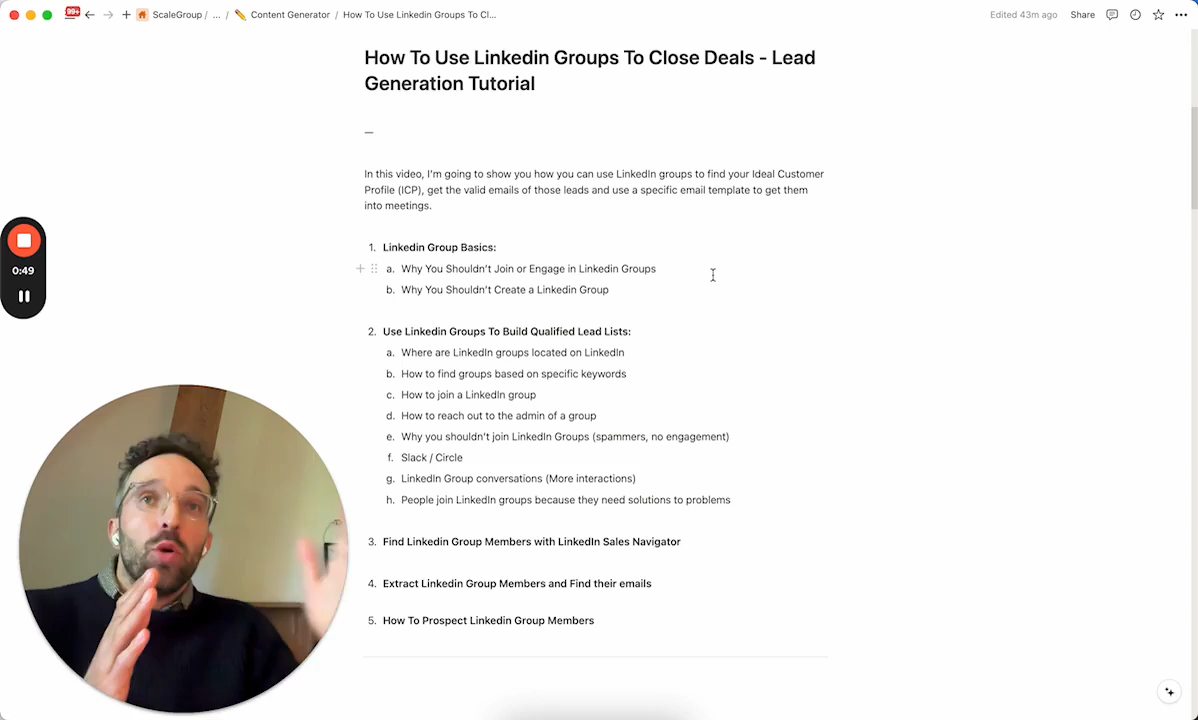 99+
ScaleGroup / ... / Content Generator / How To Use Linkedin Groups To Cl...
Edited 43m ago Share
How To Use Linkedin Groups To Close Deals - Lead
Generation Tutorial
—
In this video, I'm going to show you how you can use LinkedIn groups to find your Ideal Customer
Profile (ICP), get the valid emails of those leads and use a specific email template to get them
into meetings.
1. Linkedin Group Basics:
a. Why You Shouldn't Join or Engage in Linkedin Groups
b. Why You Shouldn't Create a Linkedin Group
2. Use Linkedin Groups To Build Qualified Lead Lists:
a. Where are LinkedIn groups located on LinkedIn
b. How to find groups based on specific keywords
c. How to join a LinkedIn group
d. How to reach out to the admin of a group
e. Why you shouldn't join LinkedIn Groups (spammers, no engagement)
f. Slack / Circle
g. LinkedIn Group conversations (More interactions)
h. People join LinkedIn groups because they need solutions to problems
3. Find Linkedin Group Members with LinkedIn Sales Navigator
4. Extract Linkedin Group Members and Find their emails
5. How To Prospect Linkedin Group Members
0:49